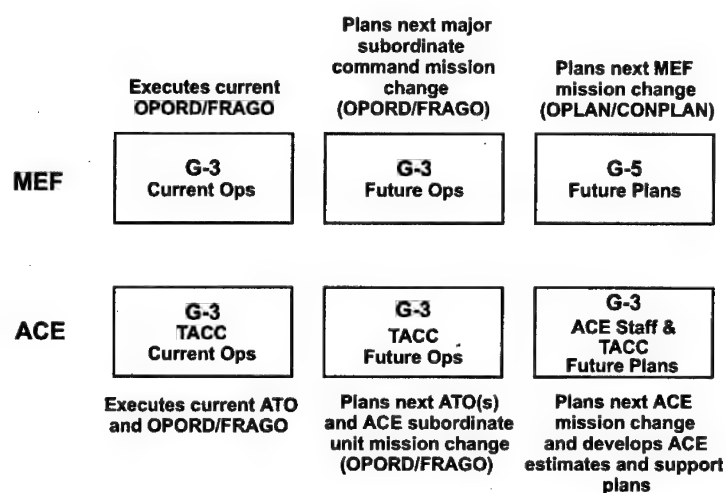 Executes current
OPORD/FRAGO
Plans next major
subordinate
command mission
change
(OPORD/FRAGO)
Plans next MEF
mission change
(OPLAN/CONPLAN)
MEF
G-3
Current Ops
G-3
Future Ops
G-5
Future Plans
ACE
G-3
TACC
Current Ops
G-3
TACC
Future Ops
G-3
ACE Staff &
TACC
Future Plans
Executes current ATO
and OPORD/FRAGO
Plans next ATO(s)
and ACE subordinate
unit mission change
(OPORD/FRAGO)
Plans next ACE
mission change
and develops ACE
estimates and support
plans